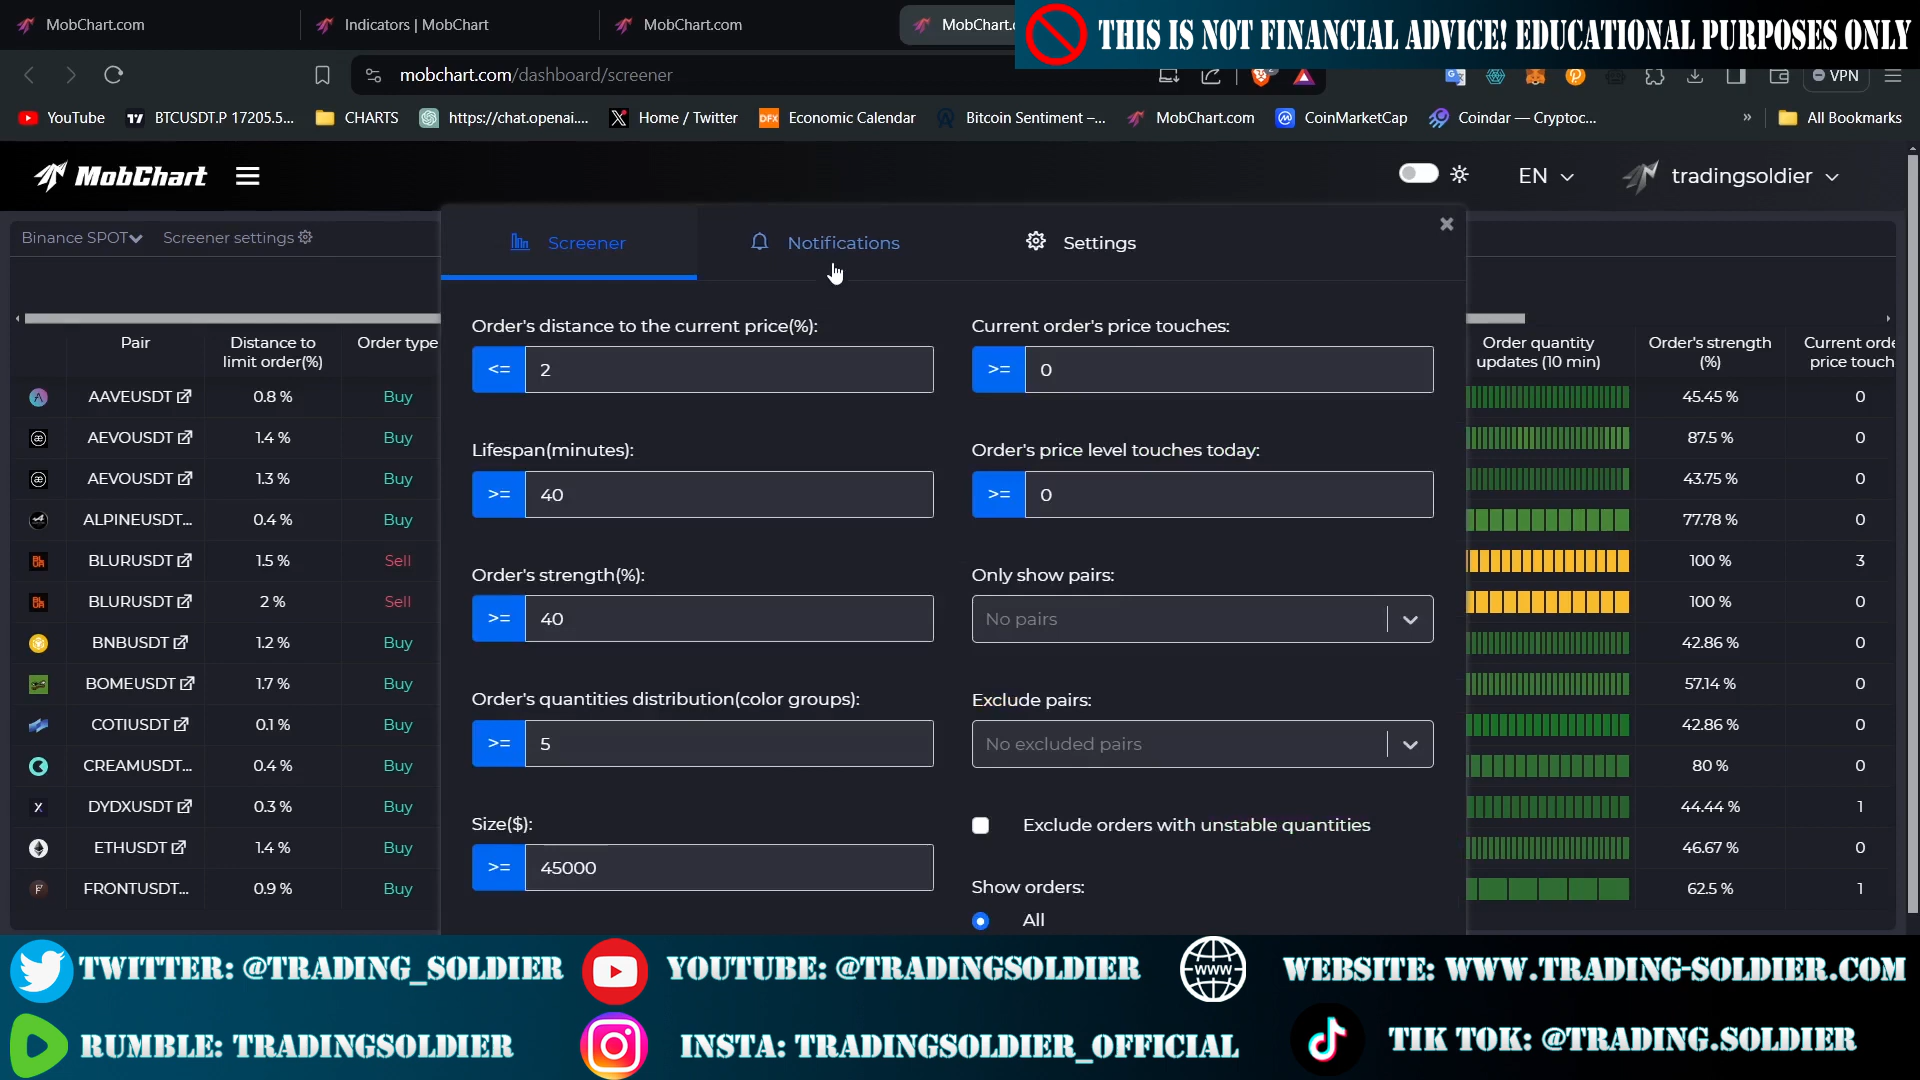 MobChart.com
Indicators | MobChart
MobChart.com
MobChart.c
THIS IS NOT FINANCIAL ADVICE! EDUCATIONAL PURPOSES ONLY
mobchart.com/dashboard/screener
VPN
YouTube
BTCUSDT.P 17205.5...
CHARTS
https://chat.openai....
Home / Twitter
Economic Calendar
Bitcoin Sentiment –...
MobChart.com
CoinMarketCap
Coindar — Cryptoc...
»
All Bookmarks
MobChart
EN
tradingsoldier
Binance SPOT
Screener settings
Screener
Notifications
Settings
Order's distance to the current price(%):
<= 2
Current order's price touches:
>= 0
Lifespan(minutes):
>= 40
Order's price level touches today:
>= 0
Order's strength(%):
>= 40
Only show pairs:
No pairs
Order's quantities distribution(color groups):
>= 5
Exclude pairs:
No excluded pairs
Size($):
>= 45000
Exclude orders with unstable quantities
Show orders:
All
Pair
Distance to limit order(%)
Order type
Order quantity updates (10 min)
Order's strength (%)
Current orde price touch
AAVEUSDT 0.8 % Buy 45.45 % 0
AEVOUSDT 1.4 % Buy 87.5 % 0
AEVOUSDT 1.3 % Buy 43.75 % 0
ALPINEUSDT... 0.4 % Buy 77.78 % 0
BLURUSDT 1.5 % Sell 100 % 3
BLURUSDT 2 % Sell 100 % 0
BNBUSDT 1.2 % Buy 42.86 % 0
BOMEUSDT 1.7 % Buy 57.14 % 0
COTIUSDT 0.1 % Buy 42.86 % 0
CREAMUSDT... 0.4 % Buy 80 % 0
DYDXUSDT 0.3 % Buy 44.44 % 1
ETHUSDT 1.4 % Buy 46.67 % 0
FRONTUSDT... 0.9 % Buy 62.5 % 1
TWITTER: @TRADING_SOLDIER
YOUTUBE: @TRADINGSOLDIER
WWW
WEBSITE: WWW.TRADING-SOLDIER.COM
RUMBLE: TRADINGSOLDIER
INSTA: TRADINGSOLDIER_OFFICIAL
TIK TOK: @TRADING.SOLDIER